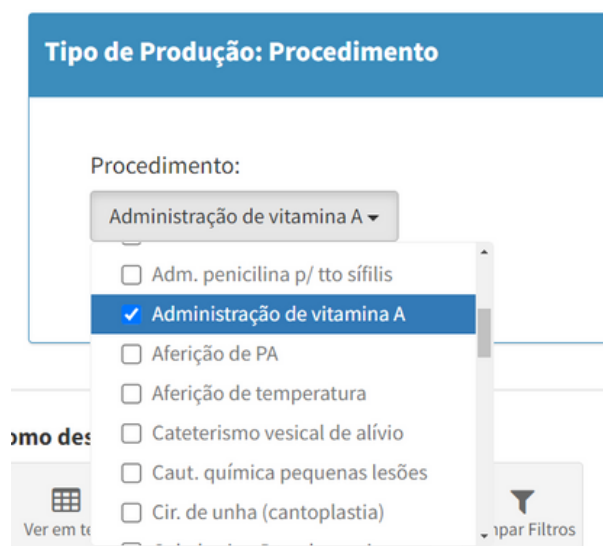 Tipo de Produção: Procedimento
Procedimento:
Administração de vitamina A
Adm. penicilina p/ tto sífilis
Administração de vitamina A
Aferição de PA
Aferição de temperatura
Cateterismo vesical de alívio
Caut. química pequenas lesões
Cir. de unha (cantoplastia)
Ver em
Filtros